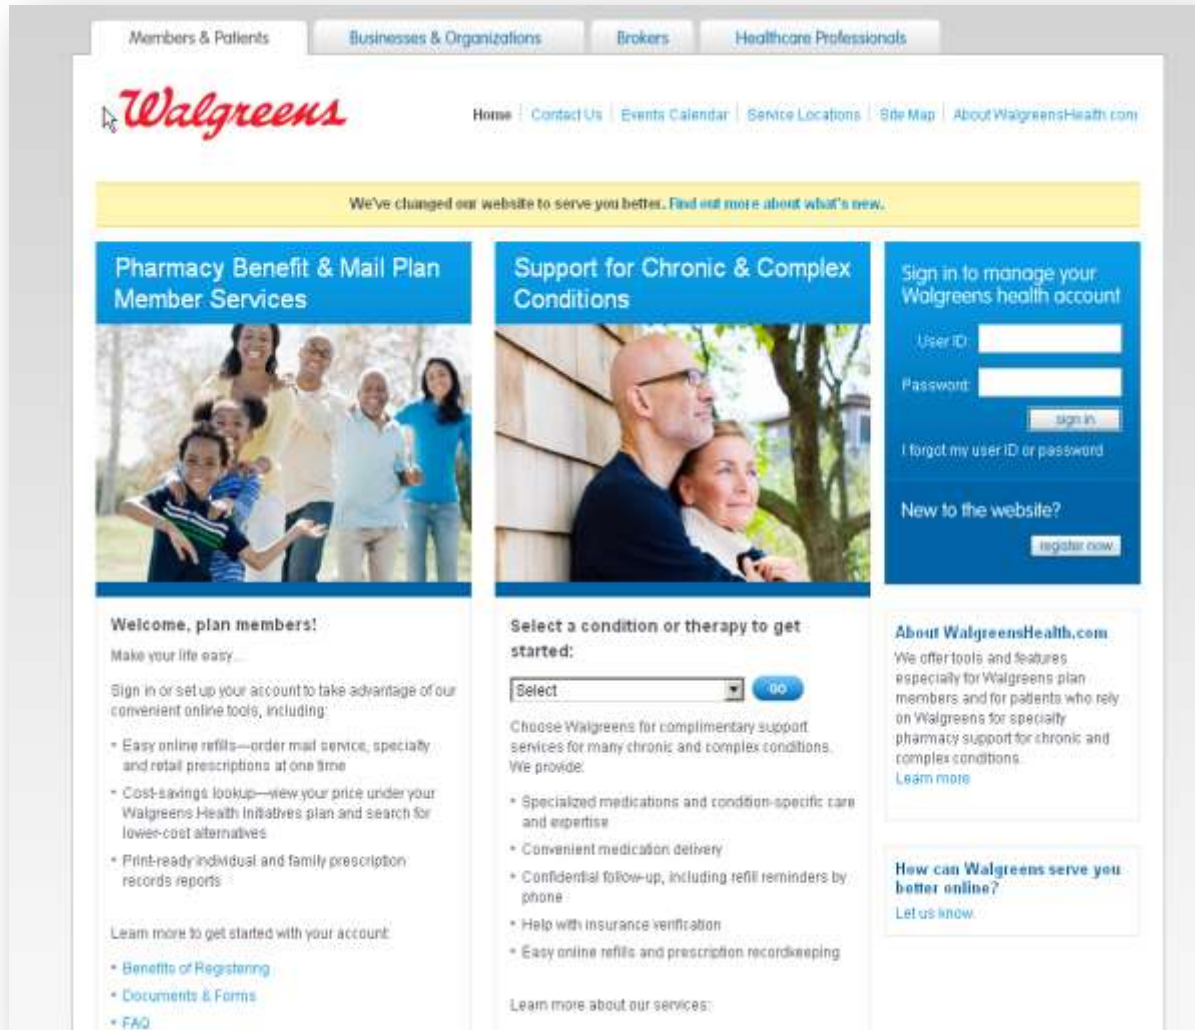 Members & Patients
Businesses & Organizations
Brokers
Healthcare Professionals
Walgreens
Home
Contact Us
Events Calendar
Service Locations
Site Map
About WalgreensHealth.com
We've changed our website to serve you better. Find out more about what's new.
Pharmacy Benefit & Mail Plan
Member Services
Welcome, plan members!
Make your life easy...
Sign in or set up your account to take advantage of our
convenient online tools, including:
• Easy online refills—order mail service, specialty
and retail prescriptions at one time
• Cost-savings lookup—view your price under your
Walgreens Health Initiatives plan and search for
lower-cost alternatives
• Print-ready individual and family prescription
records reports
Learn more to get started with your account:
• Benefits of Registering
• Documents & Forms
• FAQ
Support for Chronic & Complex
Conditions
Select a condition or therapy to get
started:
Select
GO
Choose Walgreens for complimentary support
services for many chronic and complex conditions.
We provide:
• Specialized medications and condition-specific care
and expertise
• Convenient medication delivery
• Confidential follow-up, including refill reminders by
phone
• Help with insurance verification
• Easy online refills and prescription recordkeeping
Learn more about our services:
Sign in to manage your
Walgreens health account
User ID:
Password:
sign in
I forgot my user ID or password
New to the website?
register now
About WalgreensHealth.com
We offer tools and features
especially for Walgreens plan
members and for patients who rely
on Walgreens for specialty
pharmacy support for chronic and
complex conditions.
Learn more
How can Walgreens serve you
better online?
Let us know.